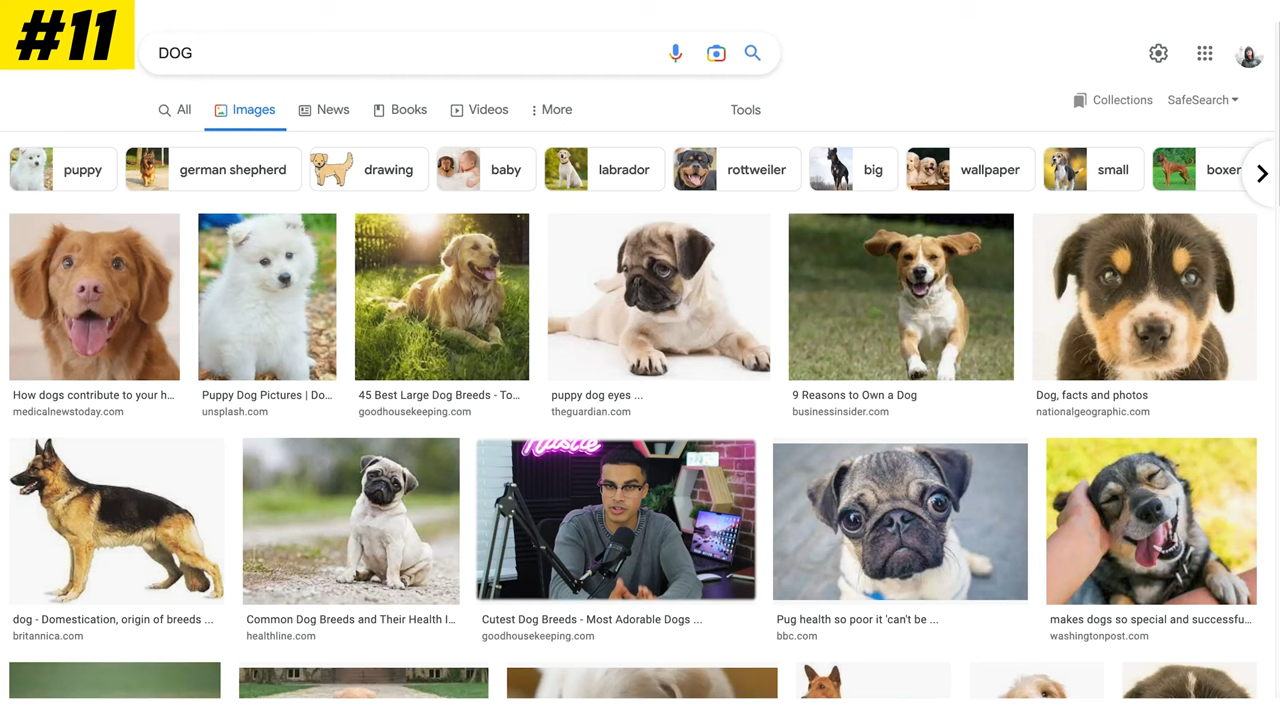 #11
DOG
All
Images
News
Books
Videos
More
Tools
Collections
SafeSearch
puppy
german shepherd
drawing
baby
labrador
rottweiler
big
wallpaper
small
boxer
How dogs contribute to your h...
medicalnewstoday.com
Puppy Dog Pictures | Do...
unsplash.com
45 Best Large Dog Breeds - To...
goodhousekeeping.com
puppy dog eyes ...
theguardian.com
9 Reasons to Own a Dog
businessinsider.com
Dog, facts and photos
nationalgeographic.com
Hustle
dog - Domestication, origin of breeds ...
britannica.com
Common Dog Breeds and Their Health I...
healthline.com
Cutest Dog Breeds - Most Adorable Dogs ...
goodhousekeeping.com
Pug health so poor it 'can't be ...
bbc.com
makes dogs so special and successfu...
washingtonpost.com